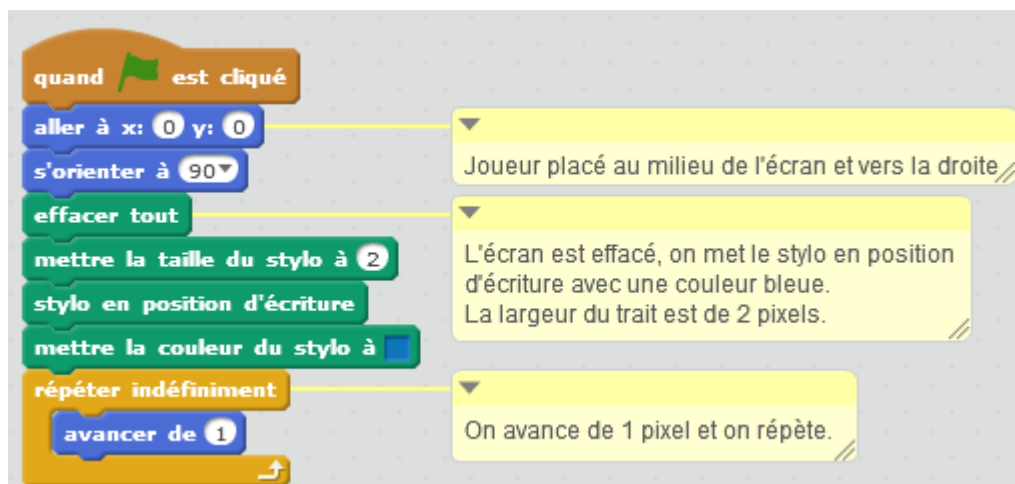 quand est cliqué
aller à x: 0 y: 0
s'orienter à 90
Joueur placé au milieu de l'écran et vers la droite
effacer tout
mettre la taille du stylo à 2
stylo en position d'écriture
mettre la couleur du stylo à
L'écran est effacé, on met le stylo en position
d'écriture avec une couleur bleue.
La largeur du trait est de 2 pixels.
répéter indéfiniment
avancer de 1
On avance de 1 pixel et on répète.